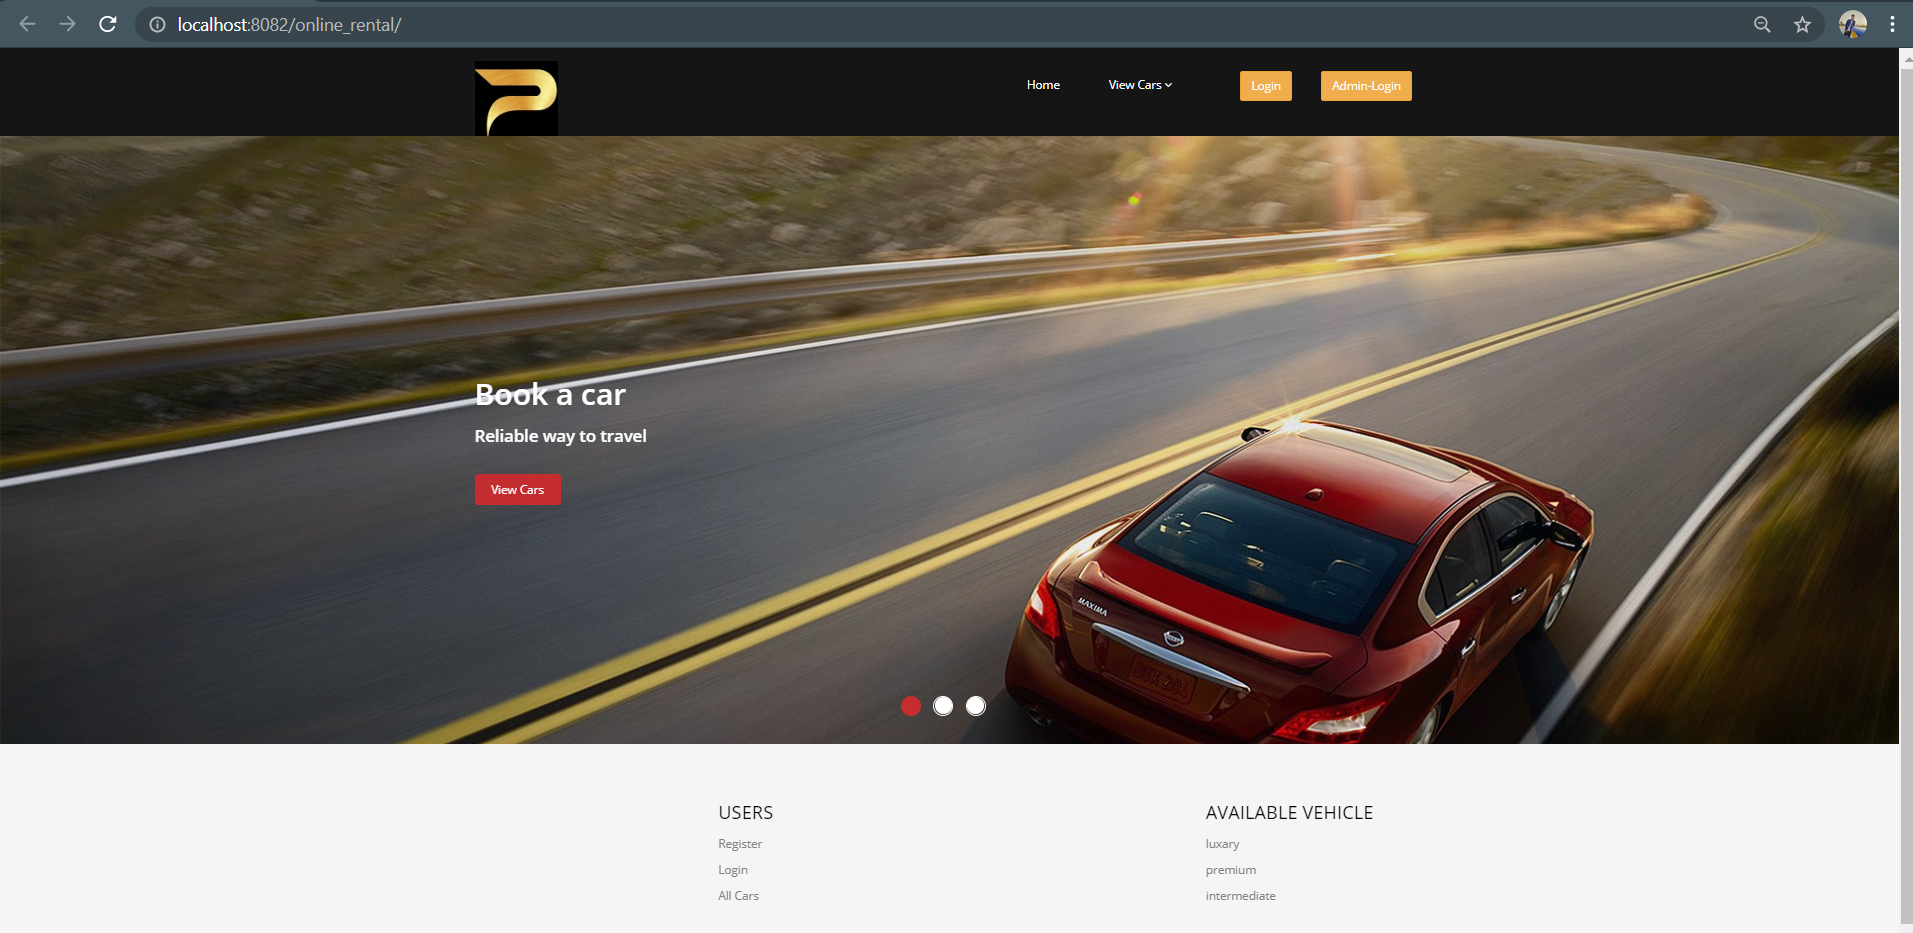 localhost:8082/online_rental/
Home
View Cars
Login
Admin-Login
Book a car
Reliable way to travel
View Cars
MAXIMA
USERS
Register
Login
All Cars
AVAILABLE VEHICLE
luxary
premium
intermediate